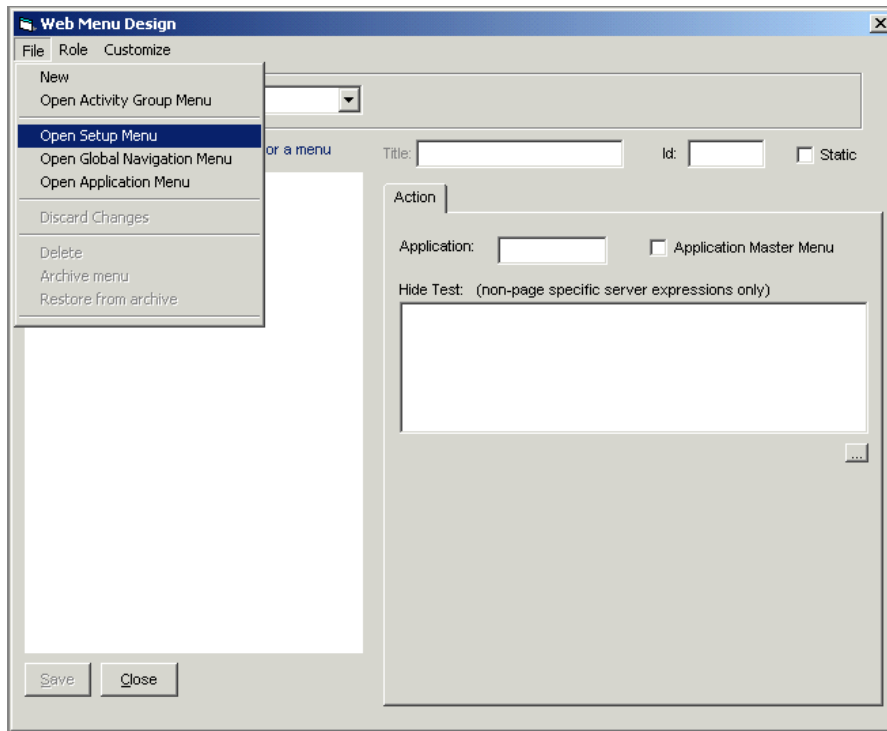 Web Menu Design
File Role Customize
New
Open Activity Group Menu
Open Setup Menu
Open Global Navigation Menu
Open Application Menu
Discard Changes
Delete
Archive menu
Restore from archive
or a menu
Title:
Id:
Static
Action
Application:
Application Master Menu
Hide Test: (non-page specific server expressions only)
...
Save
Close